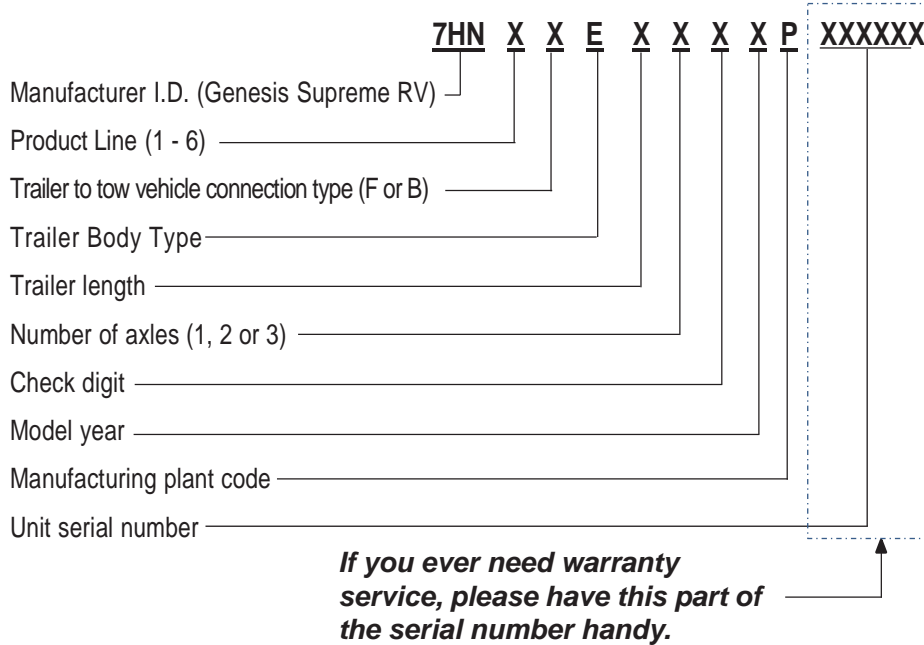 7HN X X E X X X X P XXXXXX
Manufacturer I.D. (Genesis Supreme RV)
Product Line (1 - 6)
Trailer to tow vehicle connection type (F or B)
Trailer Body Type
Trailer length
Number of axles (1, 2 or 3)
Check digit
Model year
Manufacturing plant code
Unit serial number
If you ever need warranty
service, please have this part of
the serial number handy.